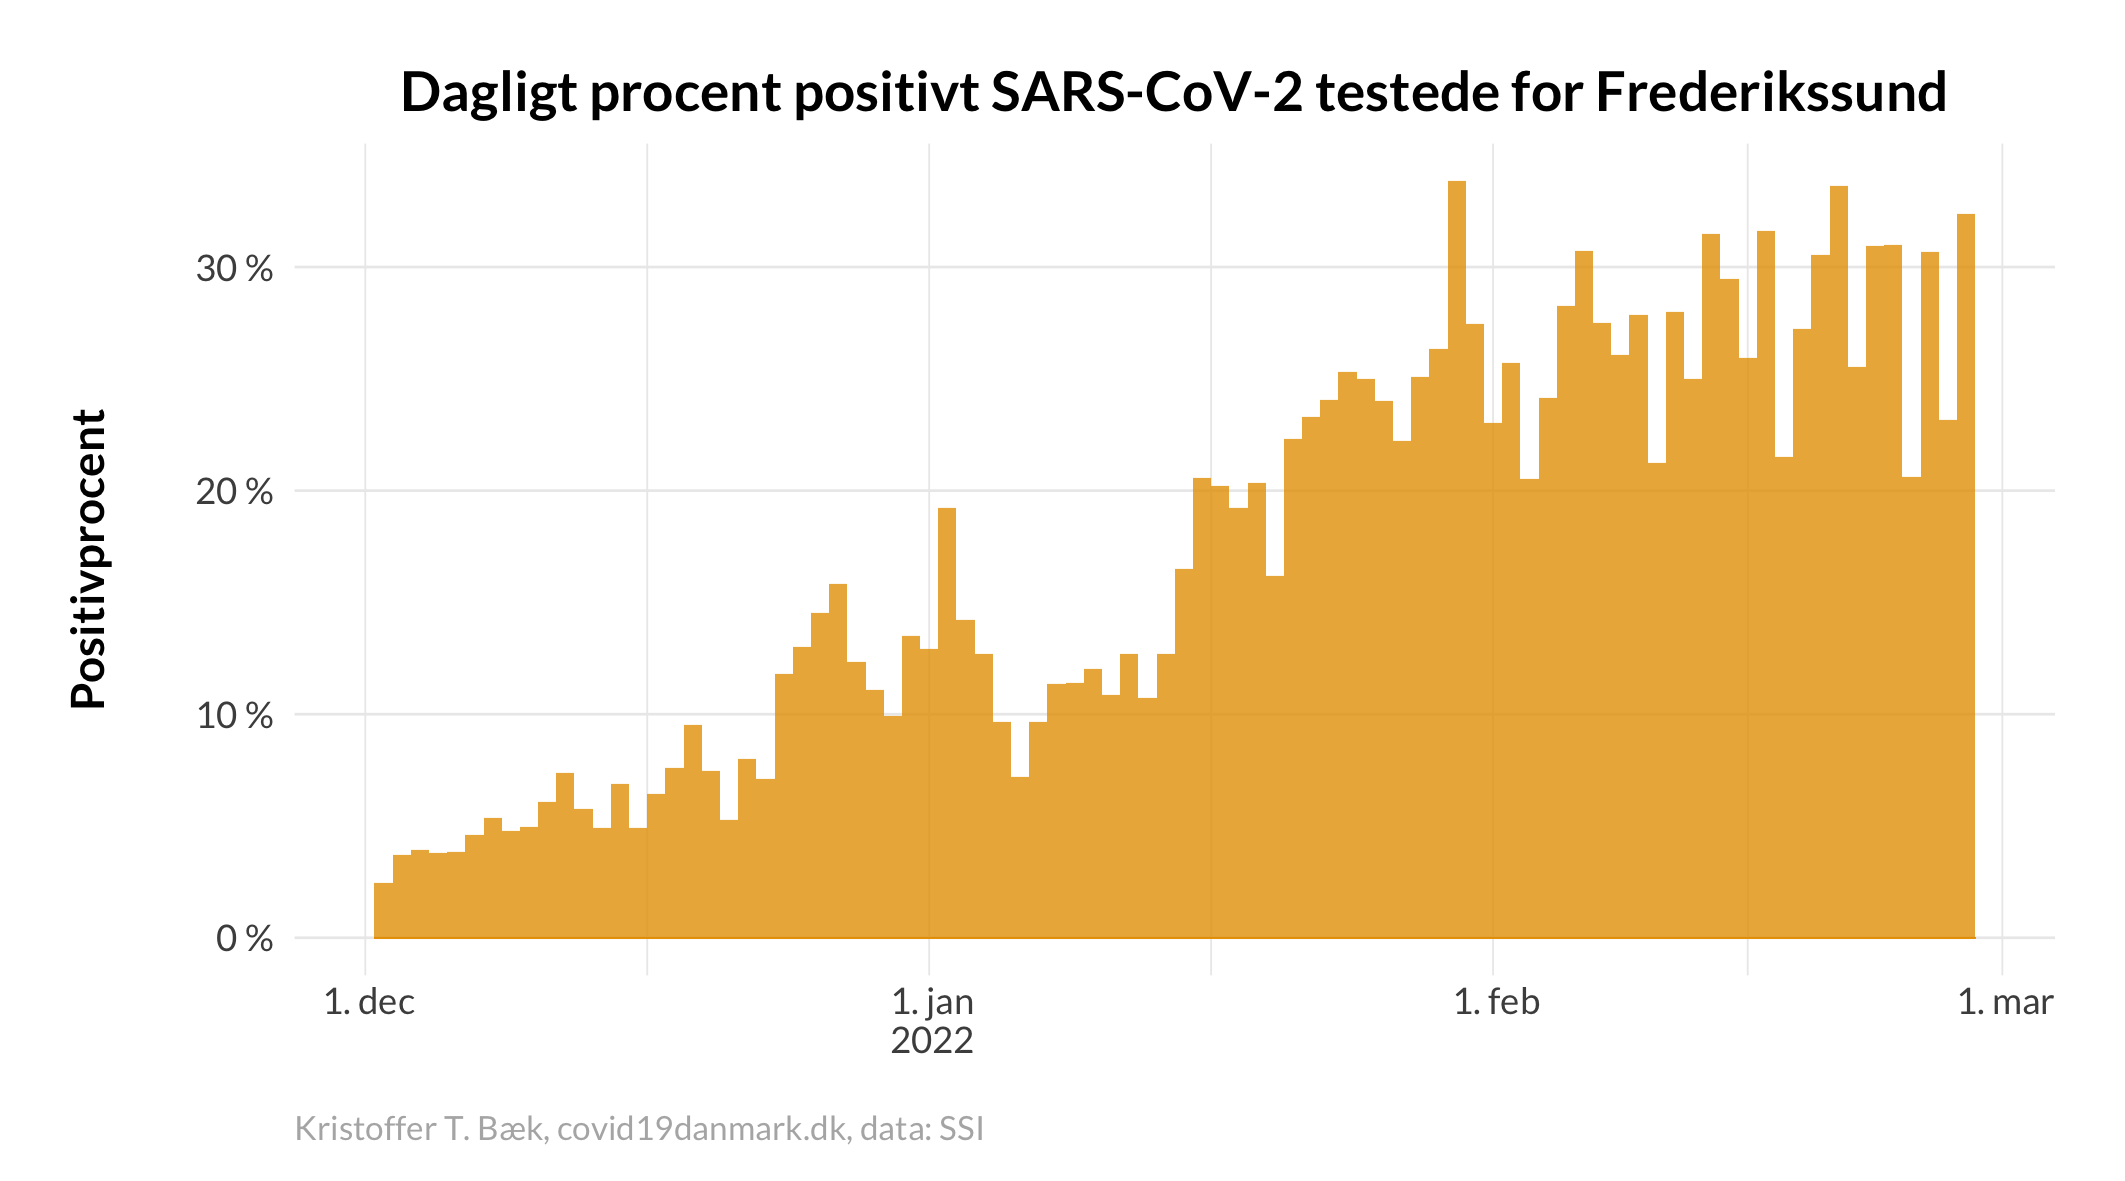 Dagligt procent positivt SARS-CoV-2 testede for Frederikssund
Positivprocent
30 %
20 %
10 %
0 %
1. dec
1. jan
2022
1. feb
1. mar
Kristoffer T. Bæk, covid19danmark.dk, data: SSI